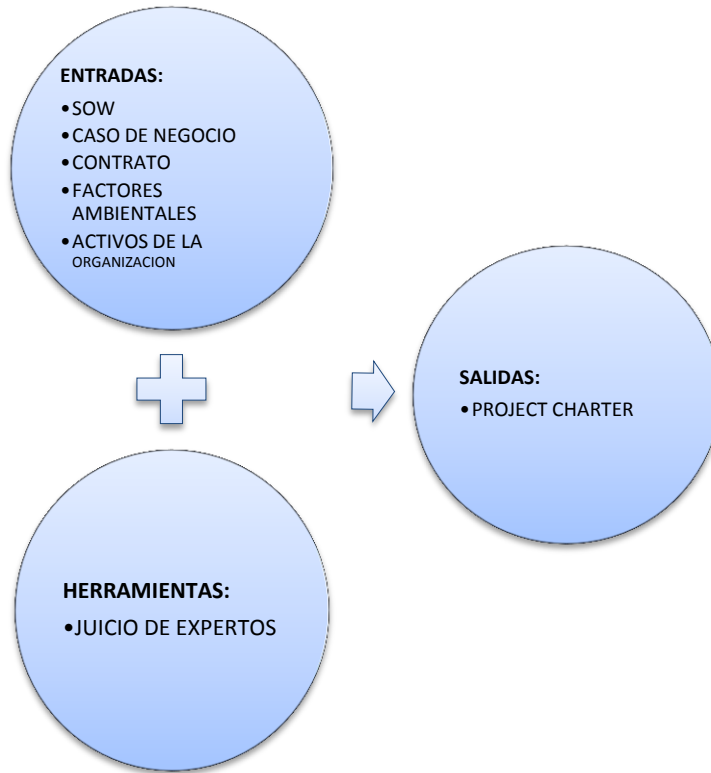 ENTRADAS:
•SOW
•CASO DE NEGOCIO
•CONTRATO
•FACTORES
AMBIENTALES
•ACTIVOS DE LA
ORGANIZACION
SALIDAS:
•PROJECT CHARTER
HERRAMIENTAS:
•JUICIO DE EXPERTOS